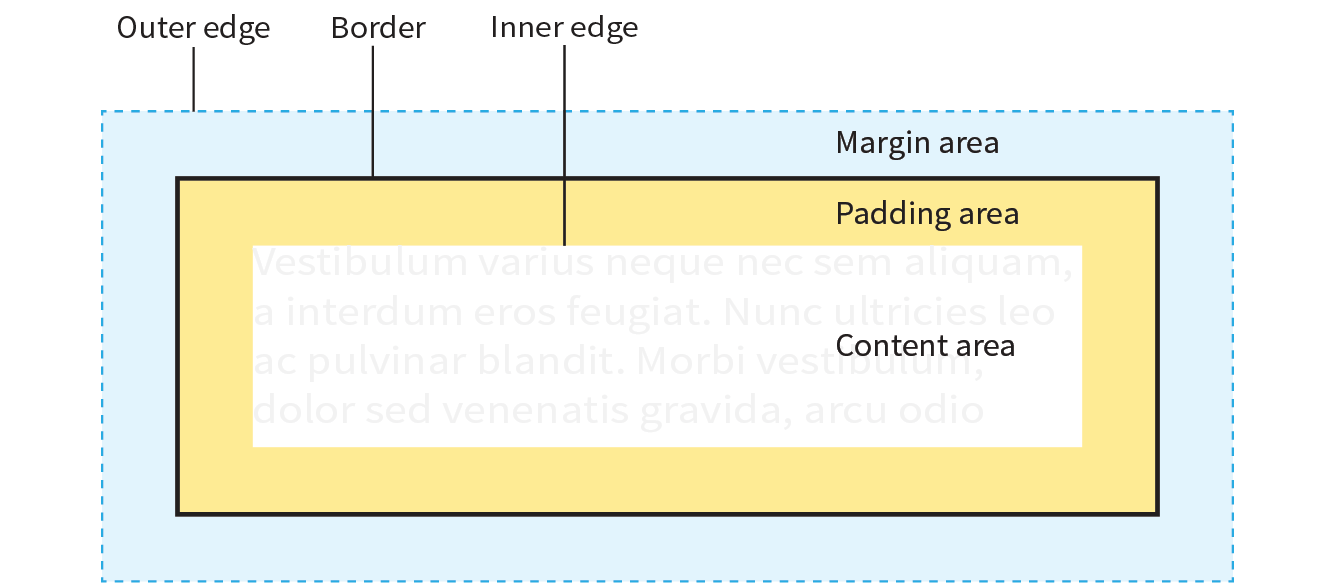 Outer edge Border Inner edge
Margin area
Padding area
Vestibulum varius neque nec sem aliquam,
a interdum eros feugiat. Nunc ultricies leo
Content area
ac pulvinar blandit. Morbi vestibulum,
dolor sed venenatis gravida, arcu odio